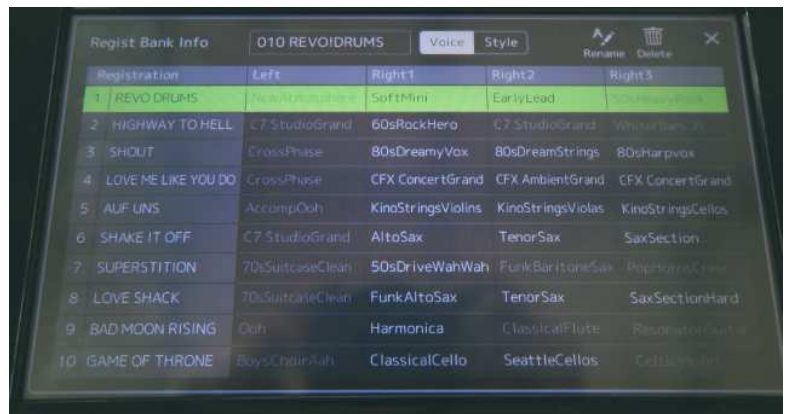 Regist Bank Info 010 REVO!DRUMS Voice Style Rename Delete
Registration Left Right1 Right2 Right3
1 REVO DRUMS NewAtmosphere SoftMini EarlyLead
2 HIGHWAY TO HELL C7 StudioGrand 60sRockHero C7 StudioGrand
3 SHOUT CrossPhase 80sDreamyVox 80sDreamStrings 80sHarpvox
4 LOVE ME LIKE YOU DO CrossPhase CFX ConcertGrand CFX AmbientGrand CFX ConcertGrand
5 AUF UNS AccompOoh KinoStringsViolins KinoStringsViolas KinoStringsCellos
6 SHAKE IT OFF C7 StudioGrand AltoSax TenorSax SaxSection
7 SUPERSTITION 70sSuitcaseClean 50sDriveWahWah FunkBaritoneSax
8 LOVE SHACK 70sSuitcaseClean FunkAltoSax TenorSax SaxSectionHard
9 BAD MOON RISING Ooh Harmonica ClassicalFlute
10 GAME OF THRONE BoysChoirAah ClassicalCello SeattleCellos